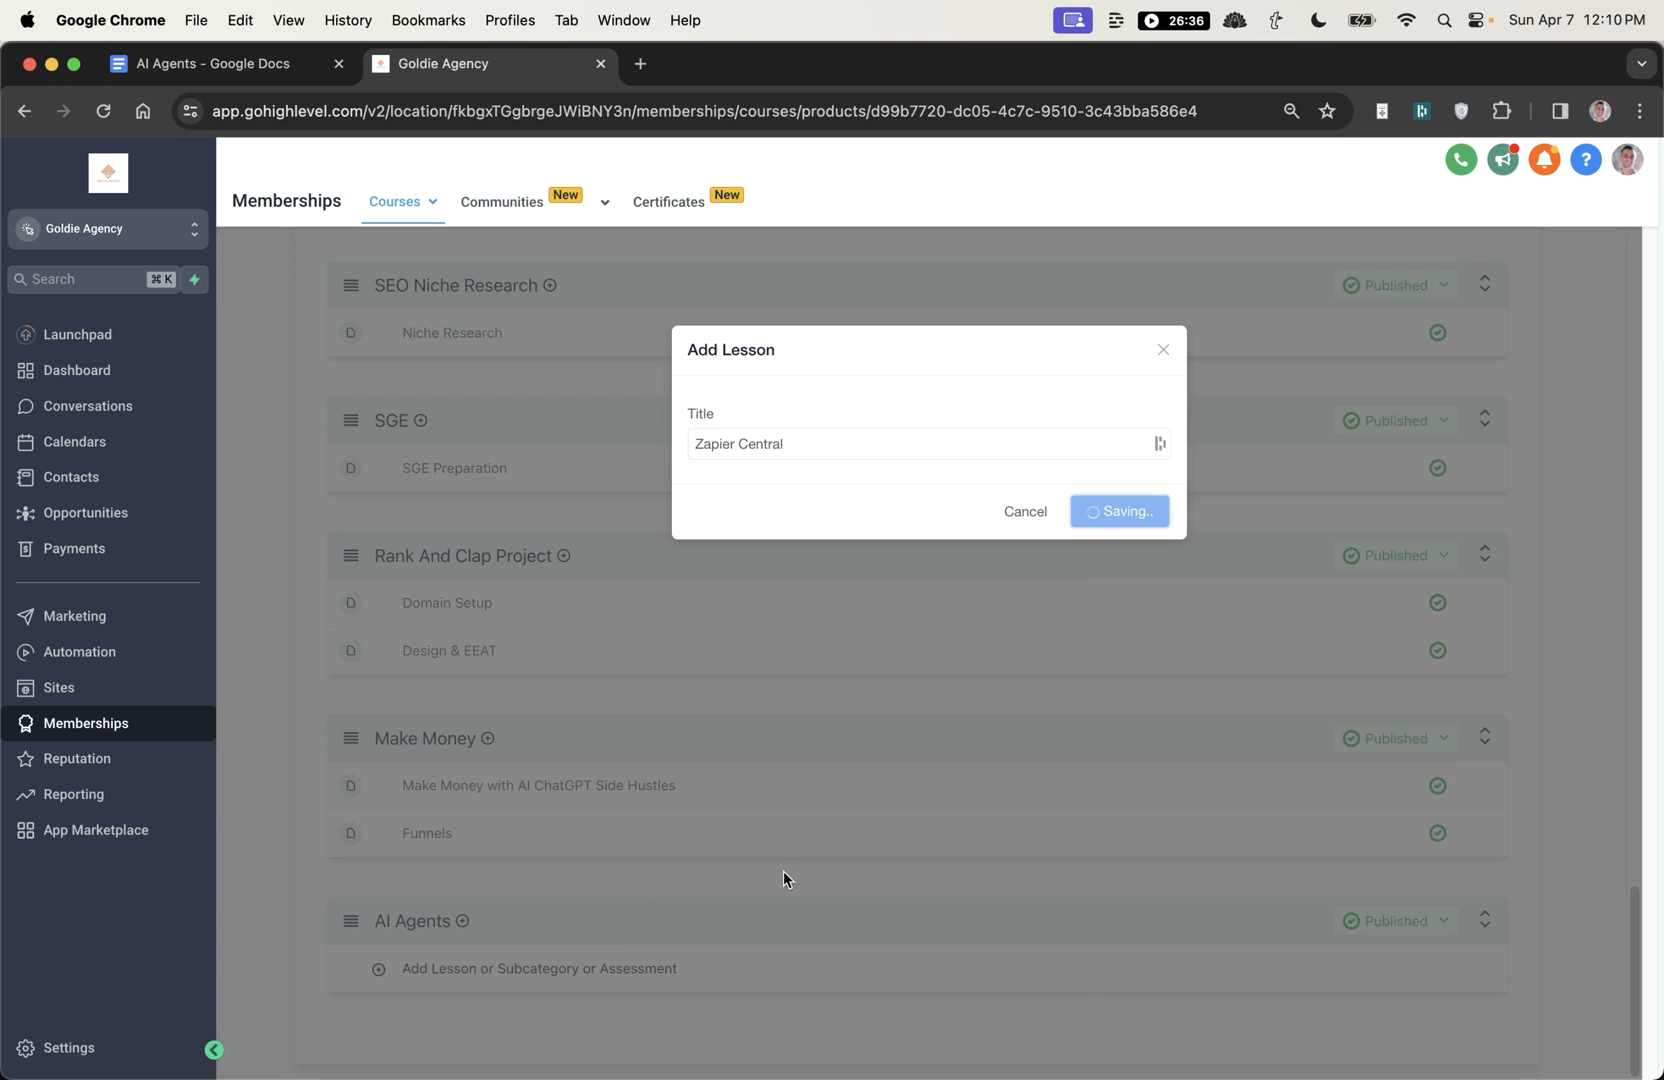 Google Chrome File Edit View History Bookmarks Profiles Tab Window Help 26:36 Sun Apr 7 12:10 PM
AI Agents - Google Docs Goldie Agency
app.gohighlevel.com/v2/location/fkbgxTGgbrgeJWiBNY3n/memberships/courses/products/d99b7720-dc05-4c7c-9510-3c43bba586e4
Memberships Courses Communities New Certificates New
Goldie Agency
Search ⌘ K
Launchpad
Dashboard
Conversations
Calendars
Contacts
Opportunities
Payments
Marketing
Automation
Sites
Memberships
Reputation
Reporting
App Marketplace
Settings
SEO Niche Research Published
Niche Research
SGE Published
SGE Preparation
Rank And Clap Project Published
Domain Setup
Design & EEAT
Make Money Published
Make Money with AI ChatGPT Side Hustles
Funnels
AI Agents Published
Add Lesson or Subcategory or Assessment
Add Lesson
Title
Zapier Central
Cancel Saving..